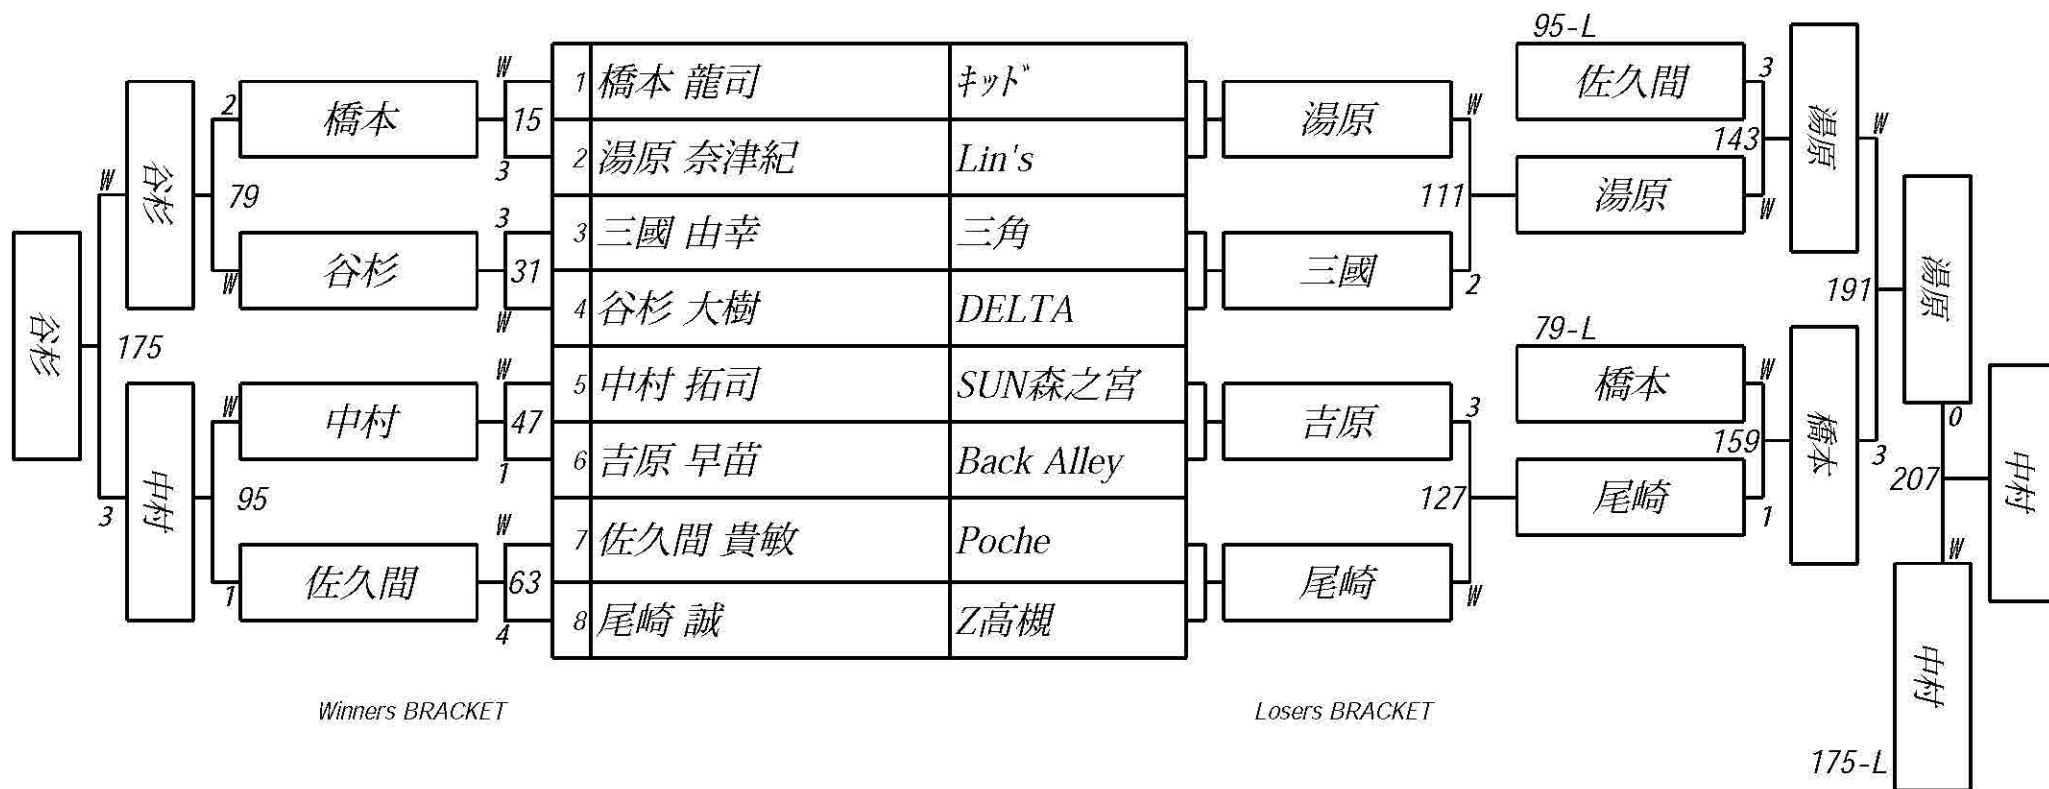 95-L
W
1 橋本 龍司 キッド
佐久間 3
2 橋本 15
湯原 W
2 湯原 奈津紀 Lin's
3
谷杉 W
湯原 W
143
79
111
湯原 W
3
3 三國 由幸 三角
谷杉
W 谷杉 31
三國 2
4 谷杉 大樹 DELTA
W
191
湯原
175
79-L
W
5 中村 拓司 SUN森之宮
橋本 W
W 中村 47
吉原 3
0
6 吉原 早苗 Back Alley
1
159
橋本 3
中村 3
95
127
尾崎 1
207
中村
W
7 佐久間 貴敏 Poche
W
1 佐久間 63
尾崎 W
8 尾崎 誠 Z高槻
4
中村
Winners BRACKET
Losers BRACKET
175-L